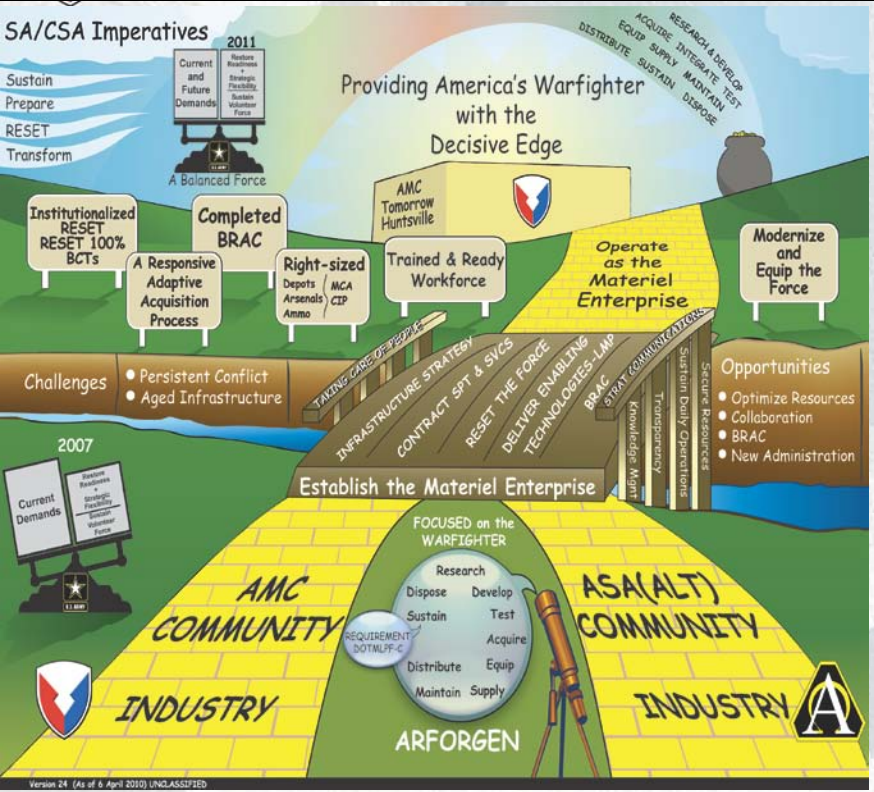 SA/CSA Imperatives
Sustain
Prepare
RESET
Transform
2011
Current
and
Future
Demands
Restore
Readiness
+
Strategic
Flexibility
Sustain
Volunteer
Force
U.S. ARMY
A Balanced Force
Providing America's Warfighter
with the
Decisive Edge
RESEARCH & DEVELOP
ACQUIRE INTEGRATE TEST
EQUIP SUPPLY MAINTAIN
DISTRIBUTE SUSTAIN DISPOSE
AMC
Tomorrow
Huntsville
Institutionalized
RESET
RESET 100%
BCTs
Completed
BRAC
A Responsive
Adaptive
Acquisition
Process
Right-sized
Depots
Arsenals
Ammo
MCA
CIP
Trained & Ready
Workforce
Operate
as the
Materiel
Enterprise
Modernize
and
Equip the
Force
Challenges
• Persistent Conflict
• Aged Infrastructure
TAKING CARE OF PEOPLE
INFRASTRUCTURE STRATEGY
CONTRACT SPT & SVCS
RESET THE FORCE
DELIVER ENABLING
TECHNOLOGIES-LMP
BRAC
STRAT COMMUNICATIONS
Knowledge Mgnt
Transparency
Sustain Daily Operations
Secure Resources
Opportunities
• Optimize Resources
• Collaboration
• BRAC
• New Administration
Establish the Materiel Enterprise
2007
Current
Demands
Restore
Readiness
+
Strategic
Flexibility
Sustain
Volunteer
Force
U.S. ARMY
FOCUSED on the
WARFIGHTER
Research
Dispose
Develop
Sustain
Test
REQUIREMENT
DOTMLPF-C
Acquire
Distribute
Equip
Maintain
Supply
ARFORGEN
AMC
COMMUNITY
INDUSTRY
ASA(ALT)
COMMUNITY
INDUSTRY
A
Version 24 (As of 6 April 2010) UNCLASSIFIED